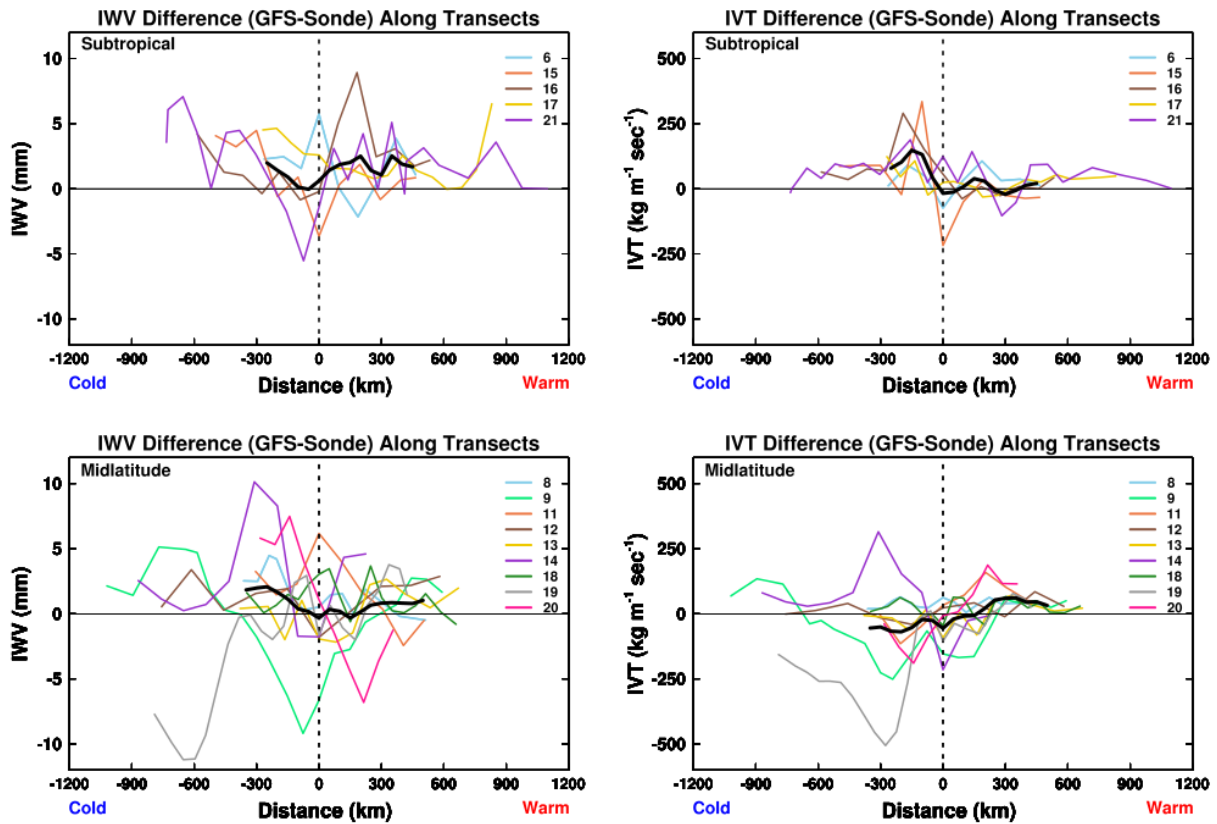 IWV Difference (GFS-Sonde) Along Transects
Subtropical
IWV (mm)
10
5
0
-5
-10
6
15
16
17
21
-1200 -900 -600 -300 0 300 600 900 1200
Cold Distance (km) Warm
IVT Difference (GFS-Sonde) Along Transects
Subtropical
IVT (kg m⁻¹ sec⁻¹)
500
250
0
-250
-500
6
15
16
17
21
-1200 -900 -600 -300 0 300 600 900 1200
Cold Distance (km) Warm
IWV Difference (GFS-Sonde) Along Transects
Midlatitude
IWV (mm)
10
5
0
-5
-10
8
9
11
12
13
14
18
19
20
-1200 -900 -600 -300 0 300 600 900 1200
Cold Distance (km) Warm
IVT Difference (GFS-Sonde) Along Transects
Midlatitude
IVT (kg m⁻¹ sec⁻¹)
500
250
0
-250
-500
8
9
11
12
13
14
18
19
20
-1200 -900 -600 -300 0 300 600 900 1200
Cold Distance (km) Warm